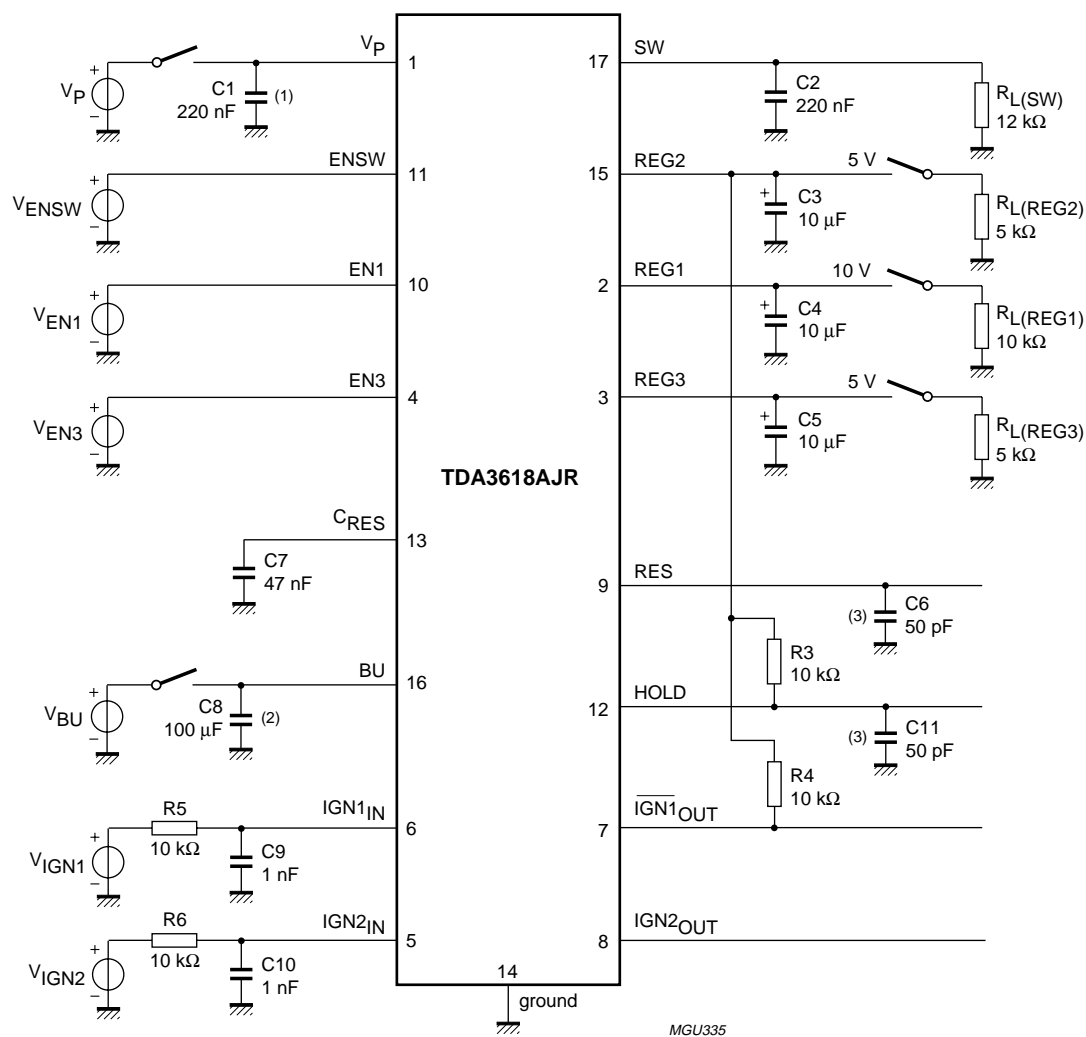 VP
1
+
VP
−
C1
220 nF
(1)
ENSW
11
+
VENSW
−
EN1
10
+
VEN1
−
EN3
4
+
VEN3
−
CRES
13
C7
47 nF
BU
16
+
VBU
−
C8
100 µF
(2)
R5
10 kΩ
IGN1IN
6
+
VIGN1
−
C9
1 nF
R6
10 kΩ
IGN2IN
5
+
VIGN2
−
C10
1 nF
TDA3618AJR
14
ground
17
SW
C2
220 nF
RL(SW)
12 kΩ
15
REG2
5 V
+
C3
10 µF
RL(REG2)
5 kΩ
2
REG1
10 V
+
C4
10 µF
RL(REG1)
10 kΩ
3
REG3
5 V
+
C5
10 µF
RL(REG3)
5 kΩ
9
RES
(3)
C6
50 pF
R3
10 kΩ
12
HOLD
(3)
C11
50 pF
R4
10 kΩ
7
IGN1OUT
8
IGN2OUT
MGU335